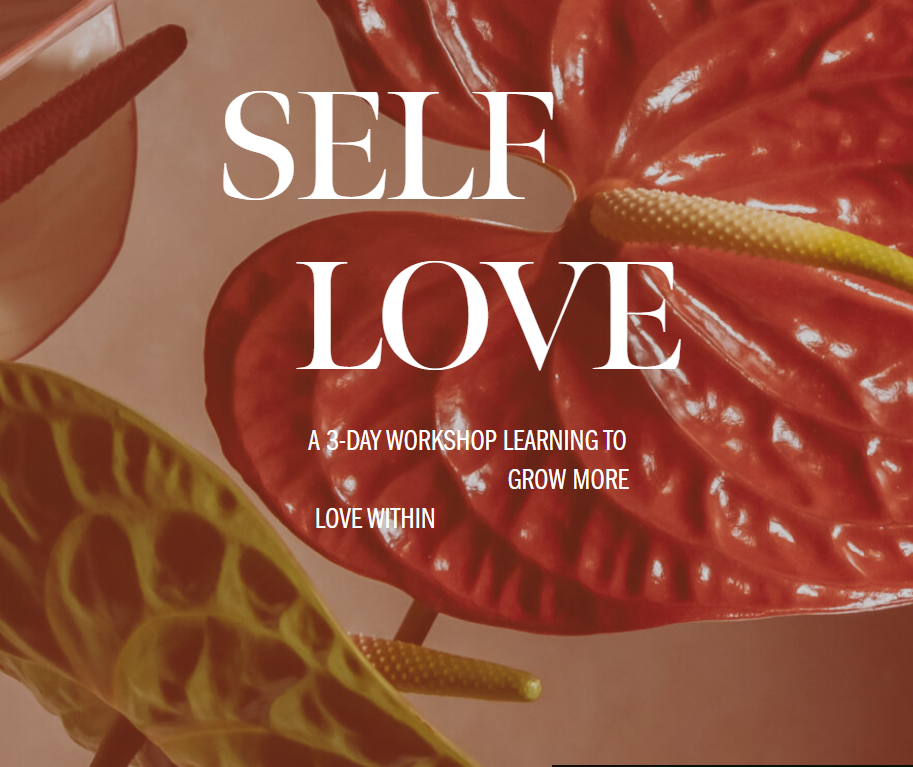 SELF
LOVE
A 3-DAY WORKSHOP LEARNING TO
GROW MORE
LOVE WITHIN